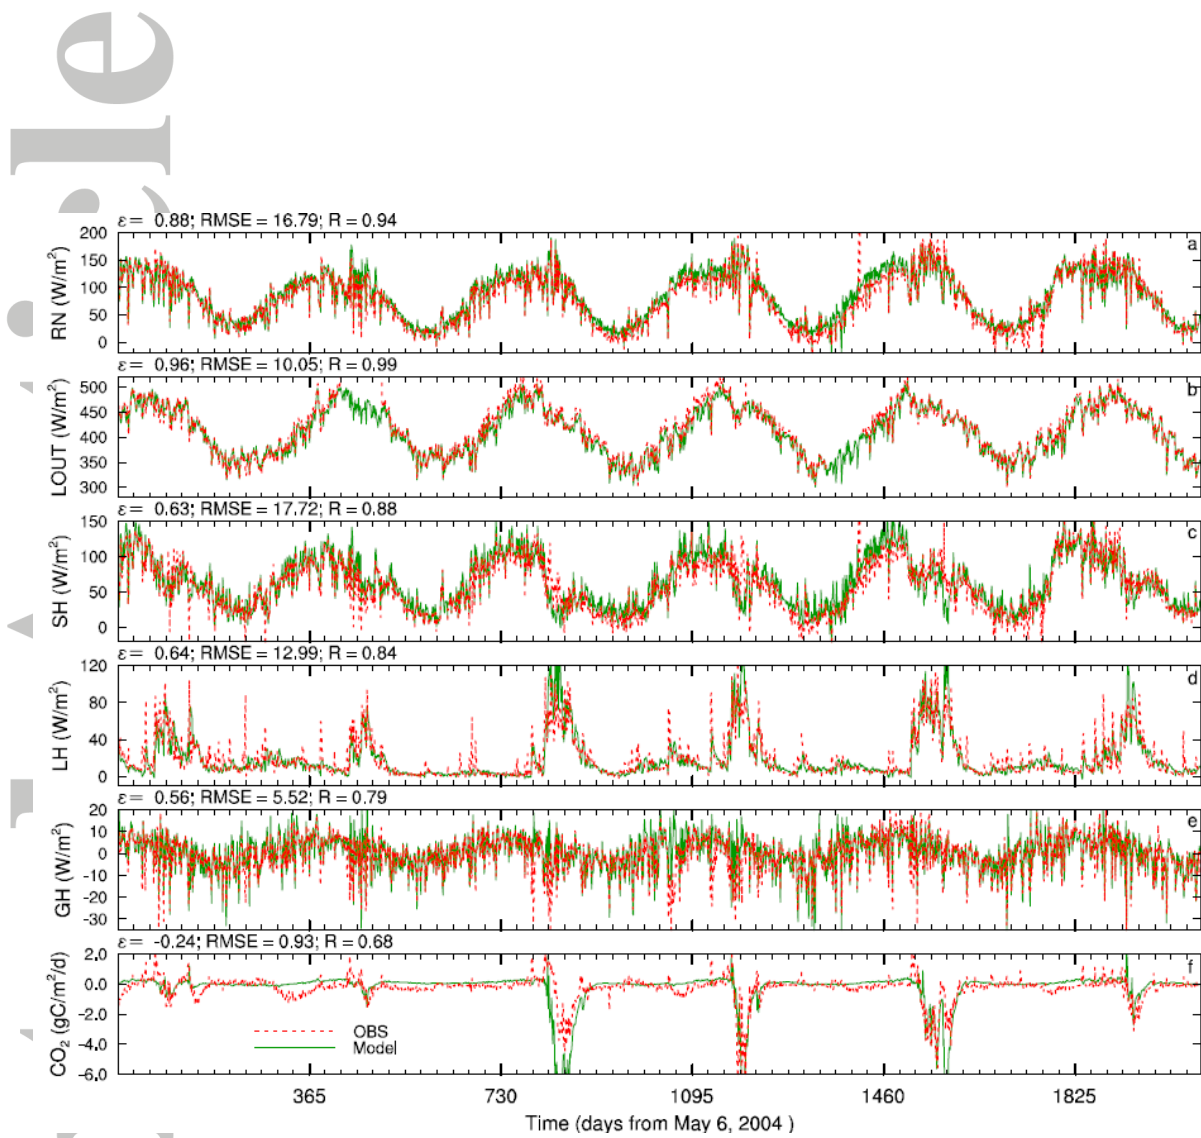 ε = 0.88; RMSE = 16.79; R = 0.94
a
RN (W/m²)
200
150
100
50
0
ε = 0.96; RMSE = 10.05; R = 0.99
b
LOUT (W/m²)
500
450
400
350
300
ε = 0.63; RMSE = 17.72; R = 0.88
c
SH (W/m²)
150
100
50
0
ε = 0.64; RMSE = 12.99; R = 0.84
d
LH (W/m²)
120
80
40
0
ε = 0.56; RMSE = 5.52; R = 0.79
e
GH (W/m²)
20
10
0
-10
-20
-30
ε = -0.24; RMSE = 0.93; R = 0.68
f
CO₂ (gC/m²/d)
2.0
0.0
-2.0
-4.0
-6.0
OBS
Model
365 730 1095 1460 1825
Time (days from May 6, 2004 )